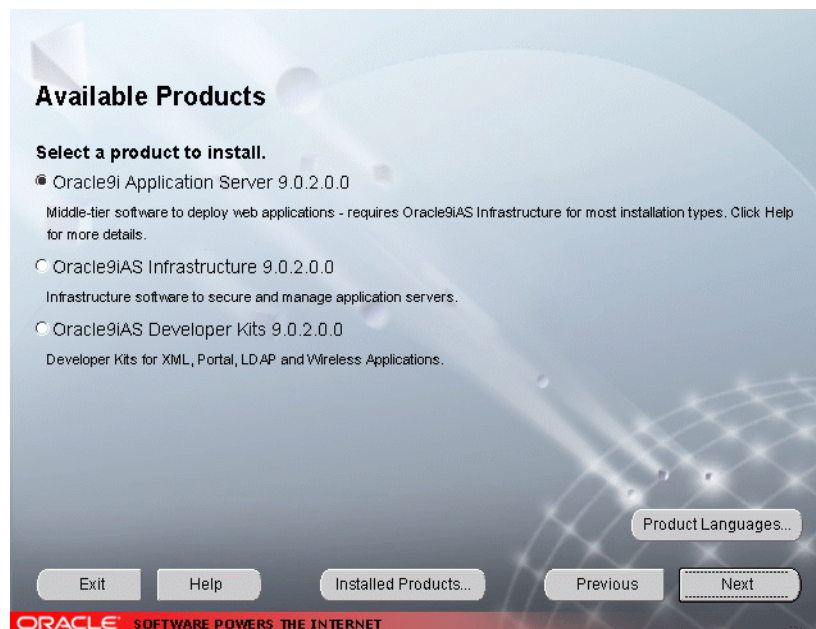 Available Products
Select a product to install.
Oracle9i Application Server 9.0.2.0.0
Middle-tier software to deploy web applications - requires Oracle9iAS Infrastructure for most installation types. Click Help
for more details.
Oracle9iAS Infrastructure 9.0.2.0.0
Infrastructure software to secure and manage application servers.
Oracle9iAS Developer Kits 9.0.2.0.0
Developer Kits for XML, Portal, LDAP and Wireless Applications.
Product Languages...
Exit Help Installed Products... Previous Next
ORACLE SOFTWARE POWERS THE INTERNET